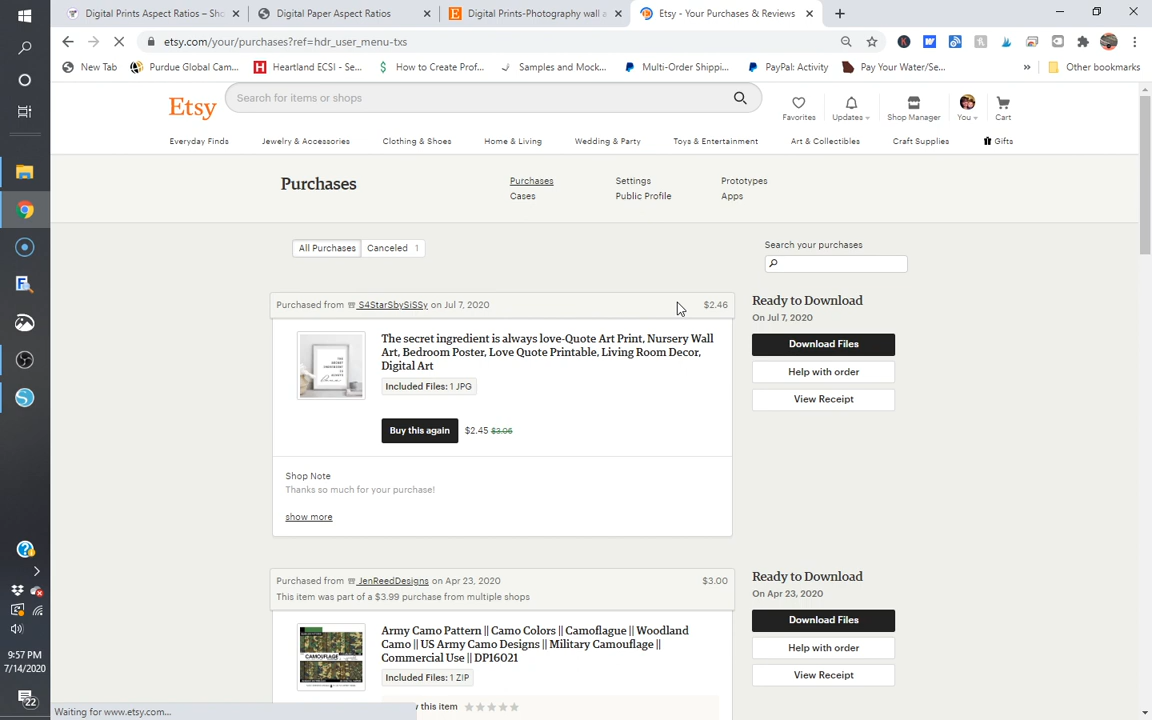 Digital Prints Aspect Ratios – Sho
Digital Paper Aspect Ratios
Digital Prints-Photography wall a
Etsy - Your Purchases & Reviews
etsy.com/your/purchases?ref=hdr_user_menu-txs
New Tab
Purdue Global Cam...
Heartland ECSI - Se...
How to Create Prof...
Samples and Mock...
Multi-Order Shippi...
PayPal: Activity
Pay Your Water/Se...
Other bookmarks
Etsy
Search for items or shops
Favorites
Updates
Shop Manager
You
Cart
Everyday Finds
Jewelry & Accessories
Clothing & Shoes
Home & Living
Wedding & Party
Toys & Entertainment
Art & Collectibles
Craft Supplies
Gifts
Purchases
Purchases
Settings
Prototypes
Cases
Public Profile
Apps
All Purchases
Canceled 1
Search your purchases
Purchased from S4StarSbySiSSy on Jul 7, 2020
$2.46
The secret ingredient is always love-Quote Art Print, Nursery Wall
Art, Bedroom Poster, Love Quote Printable, Living Room Decor,
Digital Art
Included Files: 1 JPG
Buy this again
$2.45 $3.06
Shop Note
Thanks so much for your purchase!
show more
Ready to Download
On Jul 7, 2020
Download Files
Help with order
View Receipt
Purchased from JenReedDesigns on Apr 23, 2020
$3.00
This item was part of a $3.99 purchase from multiple shops
CAMOUFLAGE
Army Camo Pattern || Camo Colors || Camoflague || Woodland
Camo || US Army Camo Designs || Military Camouflage ||
Commercial Use || DP16021
Included Files: 1 ZIP
this item
Ready to Download
On Apr 23, 2020
Download Files
Help with order
View Receipt
Waiting for www.etsy.com...
9:57 PM
7/14/2020
22